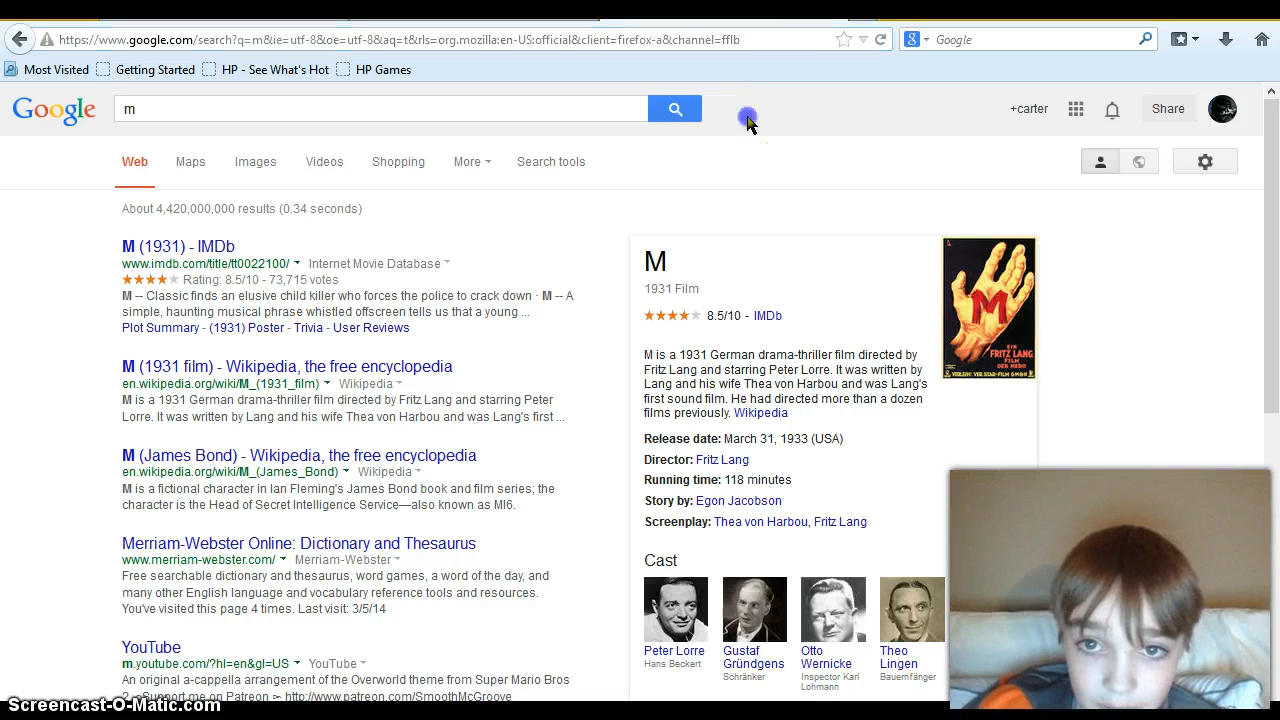 https://www.google.com/search?q=m&ie=utf-8&oe=utf-8&aq=t&rls=org.mozilla:en-US:official&client=firefox-a&channel=fflb
Google
Most Visited Getting Started HP - See What's Hot HP Games
Google m +carter Share
Web Maps Images Videos Shopping More Search tools
About 4,420,000,000 results (0.34 seconds)
M (1931) - IMDb
www.imdb.com/title/tt0022100/ Internet Movie Database
Rating: 8.5/10 - 73,715 votes
M -- Classic finds an elusive child killer who forces the police to crack down · M -- A
simple, haunting musical phrase whistled offscreen tells us that a young ...
Plot Summary - (1931) Poster - Trivia - User Reviews
M (1931 film) - Wikipedia, the free encyclopedia
en.wikipedia.org/wiki/M_(1931_film) Wikipedia
M is a 1931 German drama-thriller film directed by Fritz Lang and starring Peter
Lorre. It was written by Lang and his wife Thea von Harbou and was Lang's first ...
M (James Bond) - Wikipedia, the free encyclopedia
en.wikipedia.org/wiki/M_(James_Bond) Wikipedia
M is a fictional character in Ian Fleming's James Bond book and film series; the
character is the Head of Secret Intelligence Service—also known as MI6.
Merriam-Webster Online: Dictionary and Thesaurus
www.merriam-webster.com/ Merriam-Webster
Free searchable dictionary and thesaurus, word games, a word of the day, and
many other English language and vocabulary reference tools and resources.
You've visited this page 4 times. Last visit: 3/5/14
YouTube
m.youtube.com/?hl=en&gl=US YouTube
An original a-cappella arrangement of the Overworld theme from Super Mario Bros
Support me on Patreon ➢ http://www.patreon.com/SmoothMcGroove
M
1931 Film
8.5/10 - IMDb
M is a 1931 German drama-thriller film directed by
Fritz Lang and starring Peter Lorre. It was written by
Lang and his wife Thea von Harbou and was Lang's
first sound film. He had directed more than a dozen
films previously. Wikipedia
Release date: March 31, 1933 (USA)
Director: Fritz Lang
Running time: 118 minutes
Story by: Egon Jacobson
Screenplay: Thea von Harbou, Fritz Lang
M
EIN
FRITZ LANG
FILM
Cast
Peter Lorre
Hans Beckert
Gustaf
Gründgens
Schränker
Otto
Wernicke
Inspector Karl
Lohmann
Theo
Lingen
Bauernfänger
Screencast-O-Matic.com